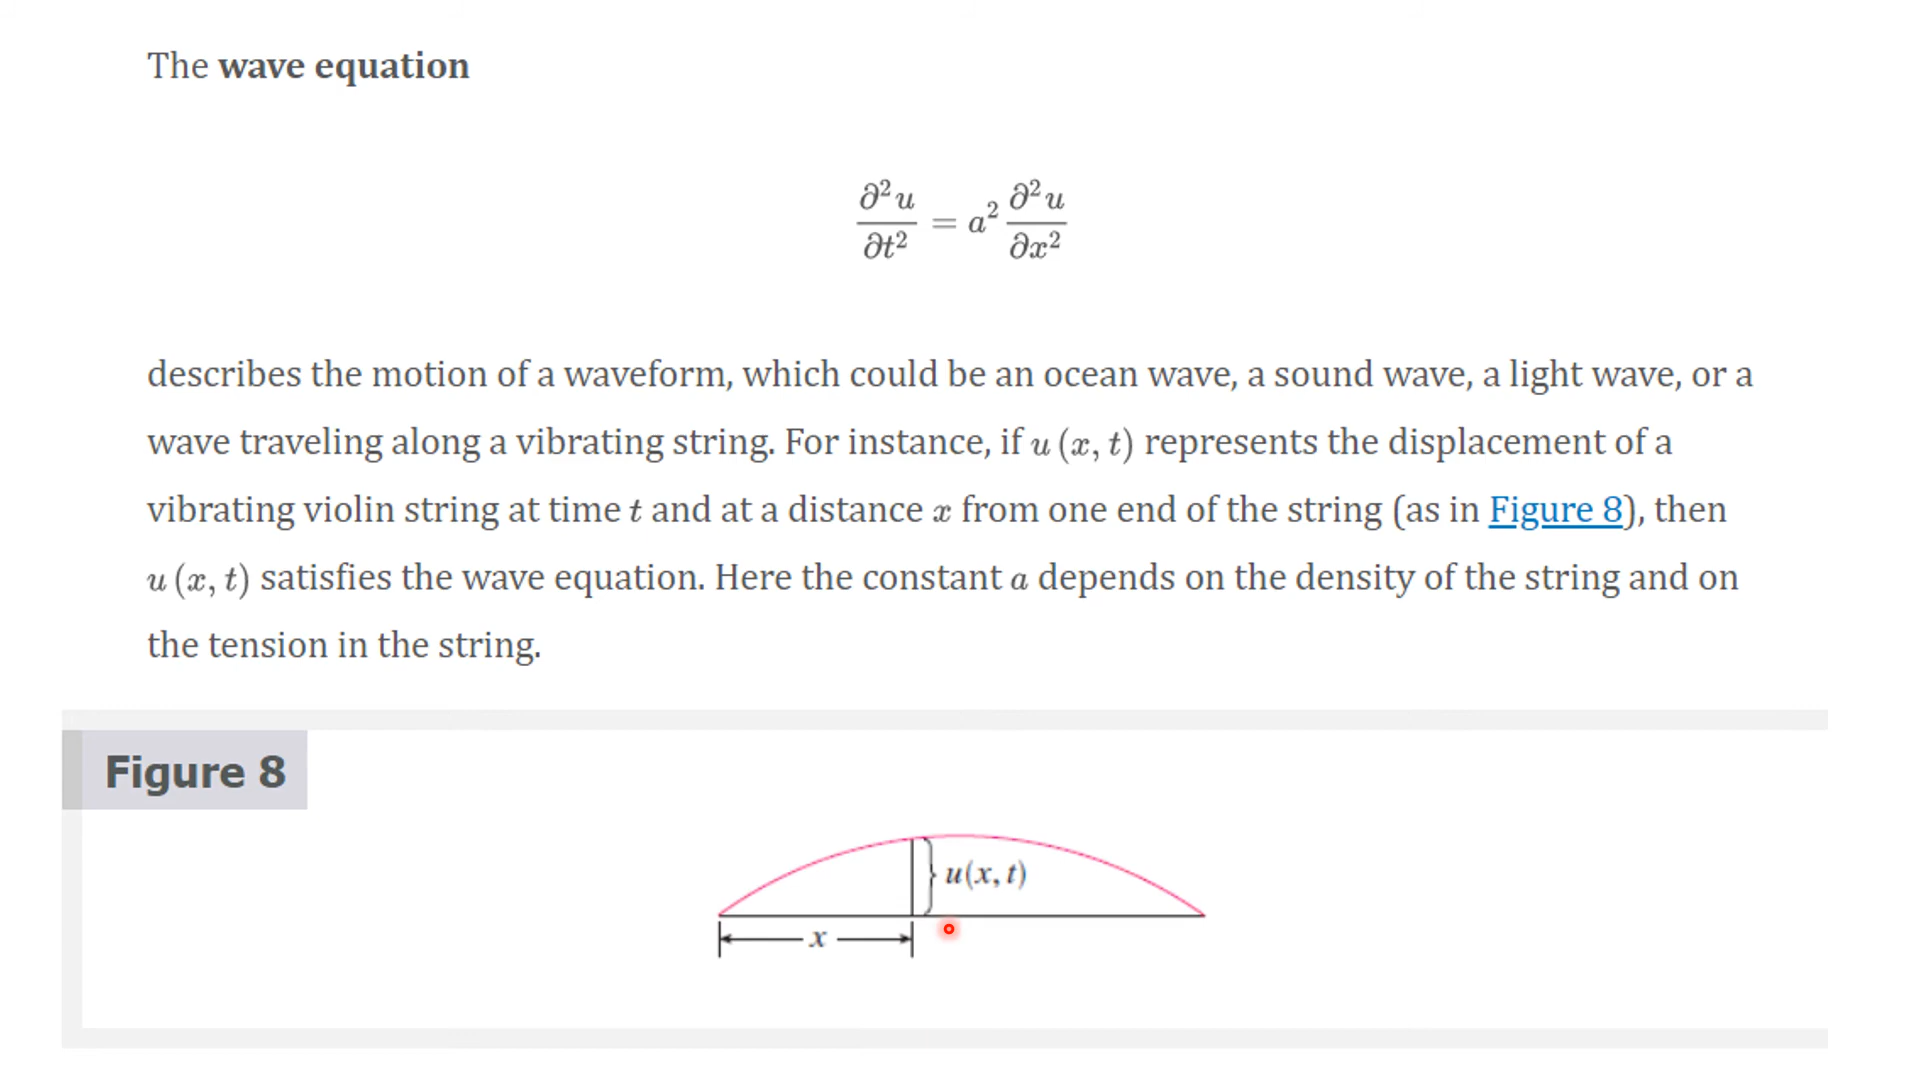 The wave equation
∂²u/∂t² = a² ∂²u/∂x²
describes the motion of a waveform, which could be an ocean wave, a sound wave, a light wave, or a
wave traveling along a vibrating string. For instance, if u (x, t) represents the displacement of a
vibrating violin string at time t and at a distance x from one end of the string (as in Figure 8), then
u (x, t) satisfies the wave equation. Here the constant a depends on the density of the string and on
the tension in the string.
Figure 8
u(x, t)
x